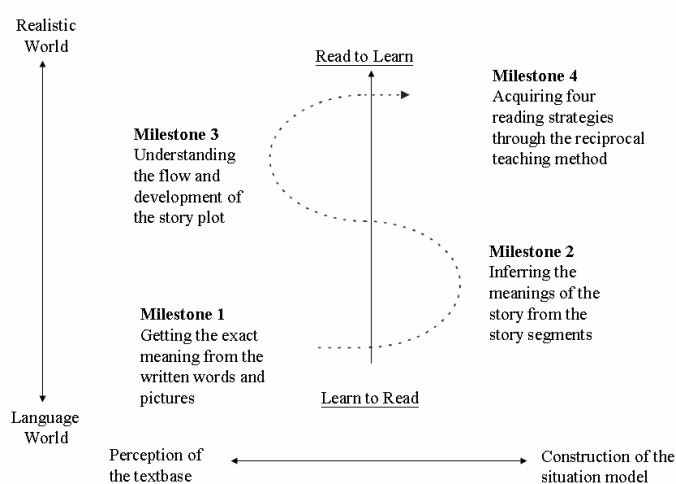 Realistic
World
Read to Learn
Milestone 4
Acquiring four
reading strategies
through the reciprocal
teaching method
Milestone 3
Understanding
the flow and
development of
the story plot
Milestone 2
Inferring the
meanings of the
story from the
story segments
Milestone 1
Getting the exact
meaning from the
written words and
pictures
Learn to Read
Language
World
Perception of
the textbase
Construction of the
situation model